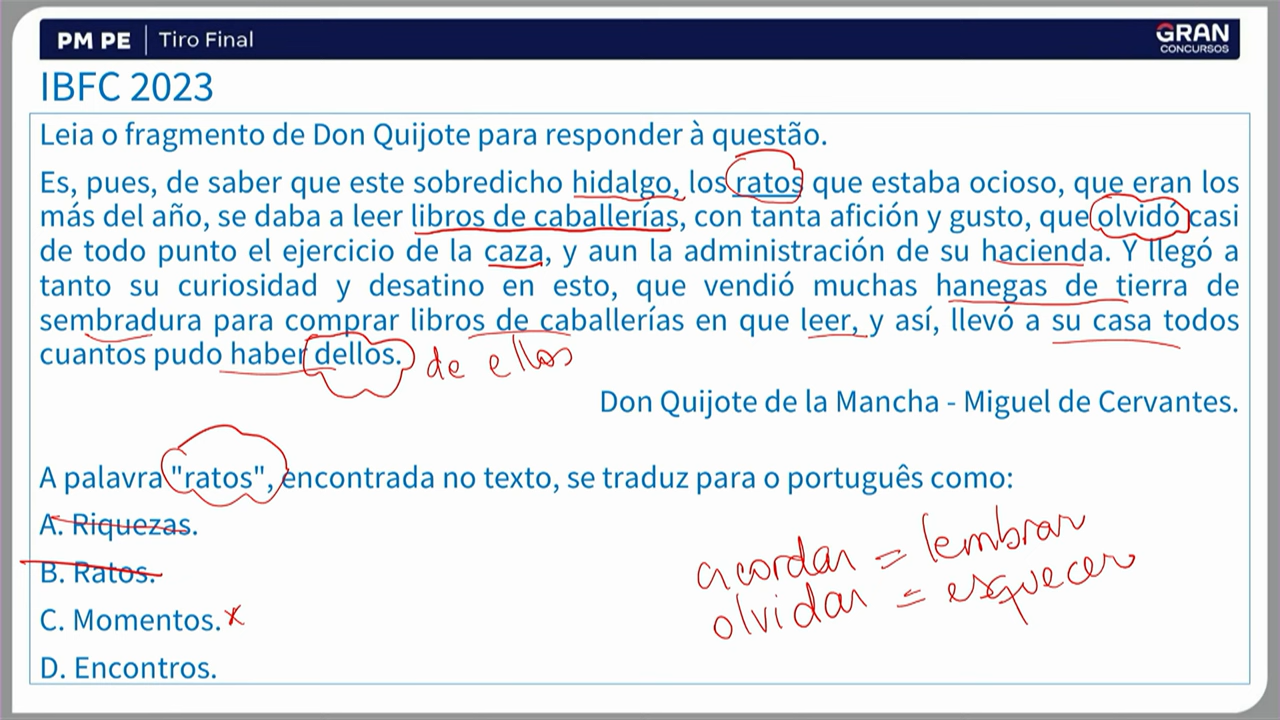 PM PE | Tiro Final
GRAN
CONCURSOS
IBFC 2023
Leia o fragmento de Don Quijote para responder à questão.
Es, pues, de saber que este sobredicho hidalgo, los ratos que estaba ocioso, que eran los
más del año, se daba a leer libros de caballerías, con tanta afición y gusto, que olvidó casi
de todo punto el ejercicio de la caza, y aun la administración de su hacienda. Y llegó a
tanto su curiosidad y desatino en esto, que vendió muchas hanegas de tierra de
sembradura para comprar libros de caballerías en que leer, y así, llevó a su casa todos
cuantos pudo haber dellos. de ellos
Don Quijote de la Mancha - Miguel de Cervantes.
A palavra "ratos", encontrada no texto, se traduz para o português como:
A. Riquezas.
B. Ratos.
C. Momentos. x
D. Encontros.
acordar = lembrar
olvidar = esquecer